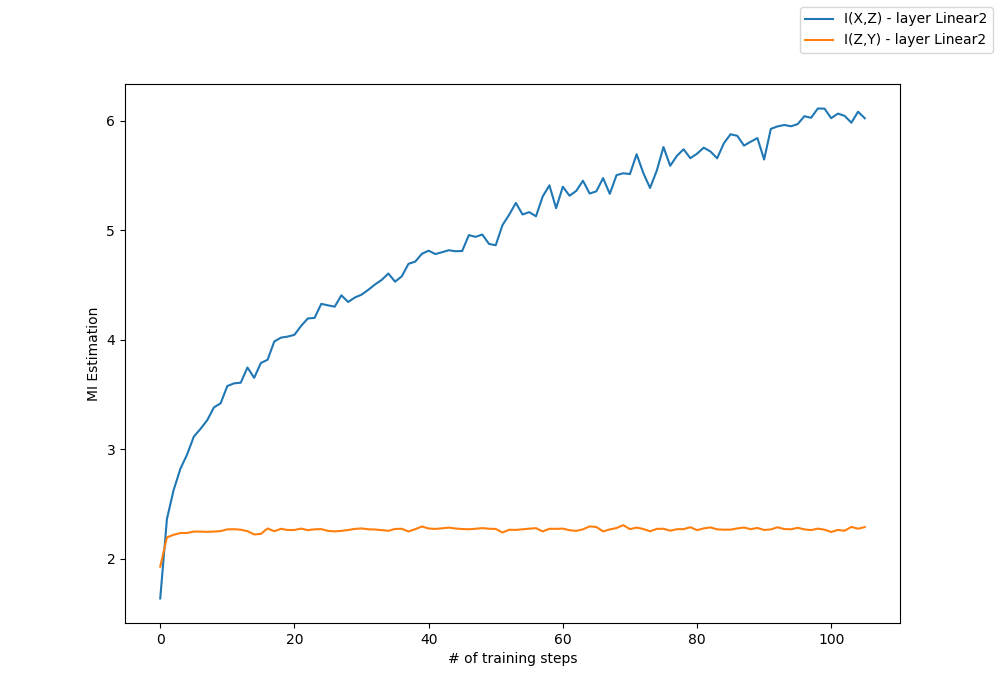 I(X,Z) - layer Linear2
I(Z,Y) - layer Linear2
6
5
4
3
2
MI Estimation
0 20 40 60 80 100
# of training steps